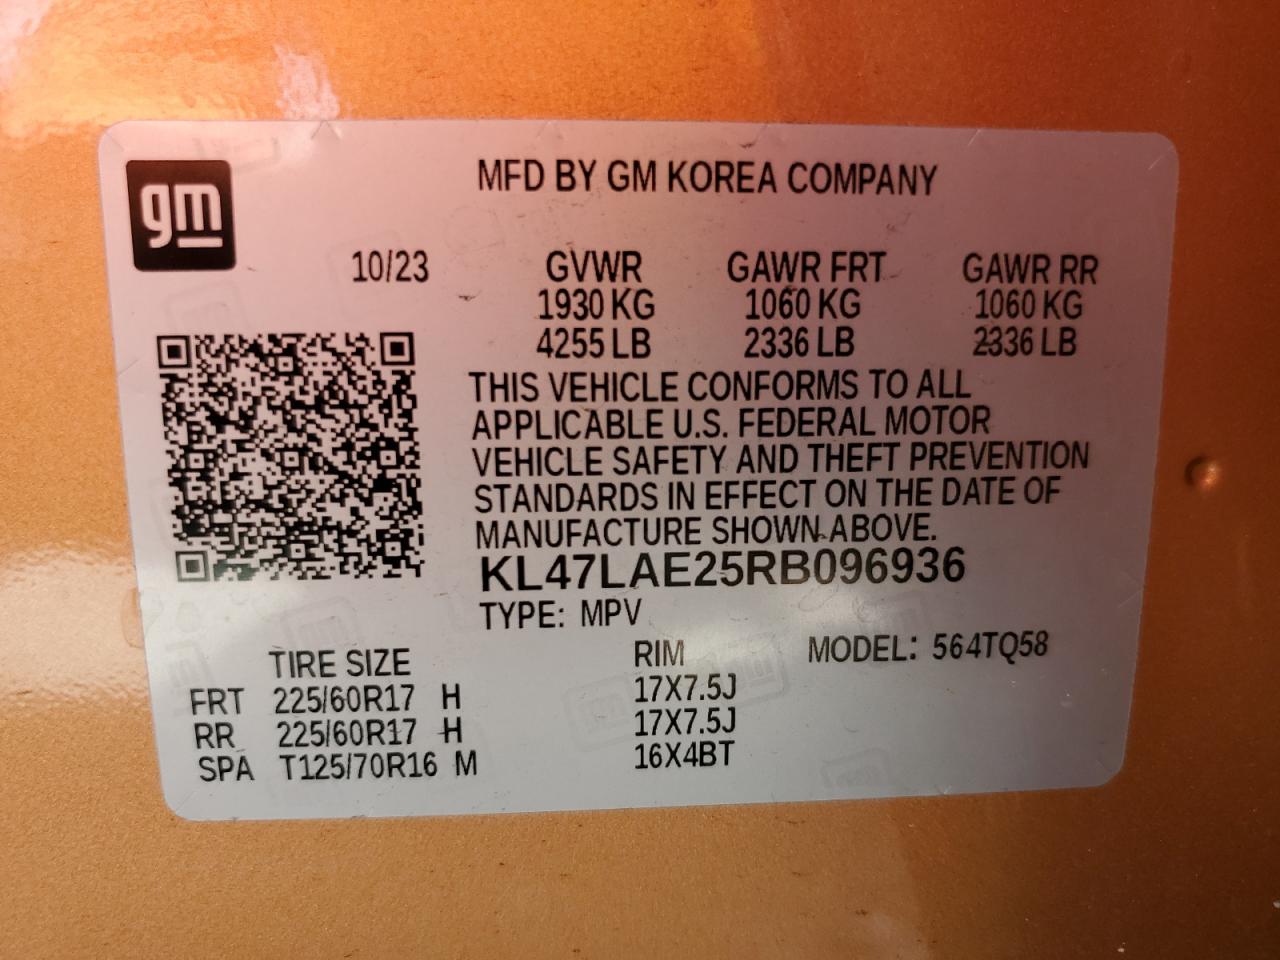 gm
MFD BY GM KOREA COMPANY
10/23 GVWR GAWR FRT GAWR RR
1930 KG 1060 KG 1060 KG
4255 LB 2336 LB 2336 LB
THIS VEHICLE CONFORMS TO ALL
APPLICABLE U.S. FEDERAL MOTOR
VEHICLE SAFETY AND THEFT PREVENTION
STANDARDS IN EFFECT ON THE DATE OF
MANUFACTURE SHOWN ABOVE.
KL47LAE25RB096936
TYPE: MPV
TIRE SIZE RIM MODEL: 564TQ58
FRT 225/60R17 H 17X7.5J
RR 225/60R17 H 17X7.5J
SPA T125/70R16 M 16X4BT